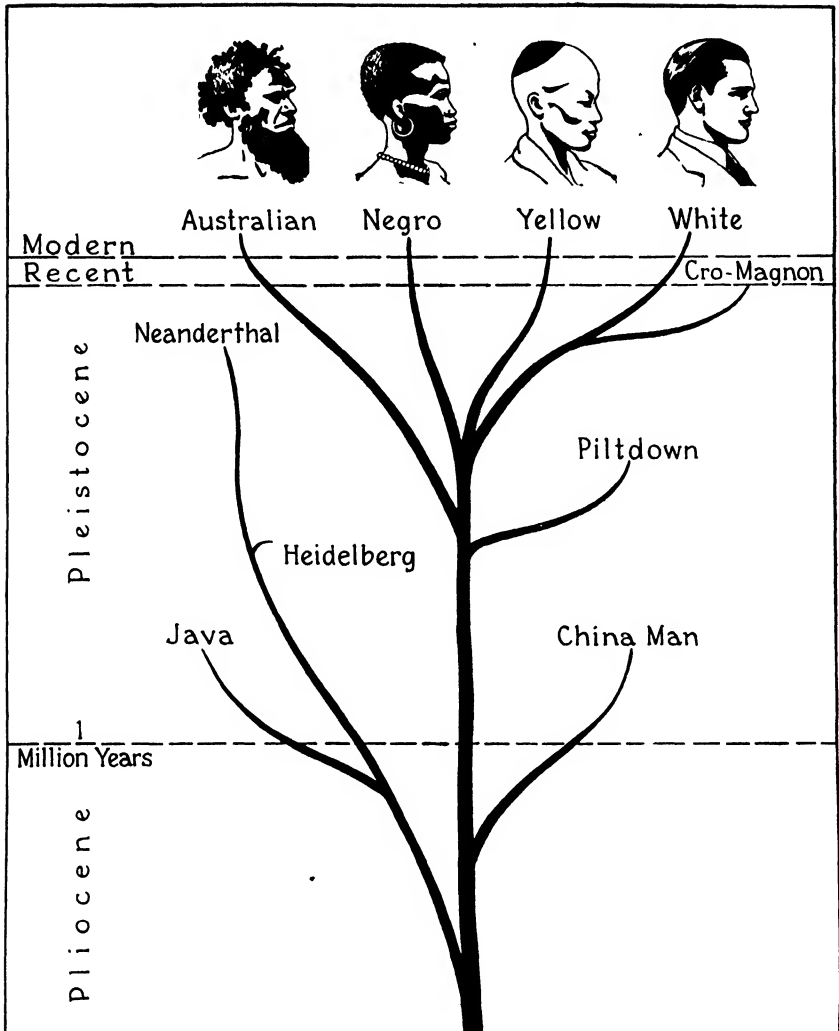 Australian Negro Yellow White
Modern
Recent
Cro-Magnon
Neanderthal
Pleistocene
Piltdown
Heidelberg
Java
China Man
1
Million Years
Pliocene